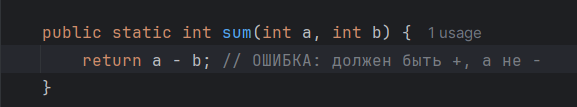 public static int sum(int a, int b) { 1 usage
    return a - b; // ОШИБКА: должен быть +, а не -
}